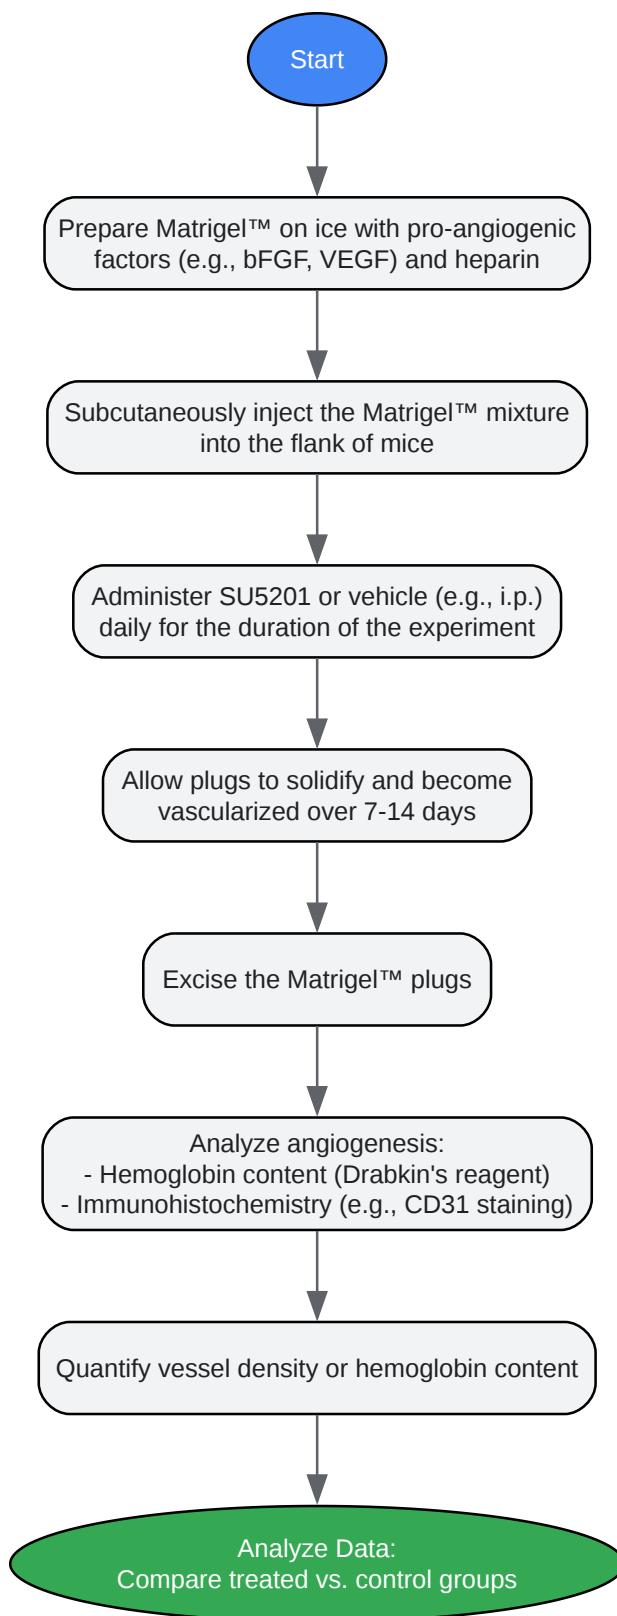 Start
Prepare Matrigel™ on ice with pro-angiogenic
factors (e.g., bFGF, VEGF) and heparin
Subcutaneously inject the Matrigel™ mixture
into the flank of mice
Administer SU5201 or vehicle (e.g., i.p.)
daily for the duration of the experiment
Allow plugs to solidify and become
vascularized over 7-14 days
Excise the Matrigel™ plugs
Analyze angiogenesis:
- Hemoglobin content (Drabkin's reagent)
- Immunohistochemistry (e.g., CD31 staining)
Quantify vessel density or hemoglobin content
Analyze Data:
Compare treated vs. control groups